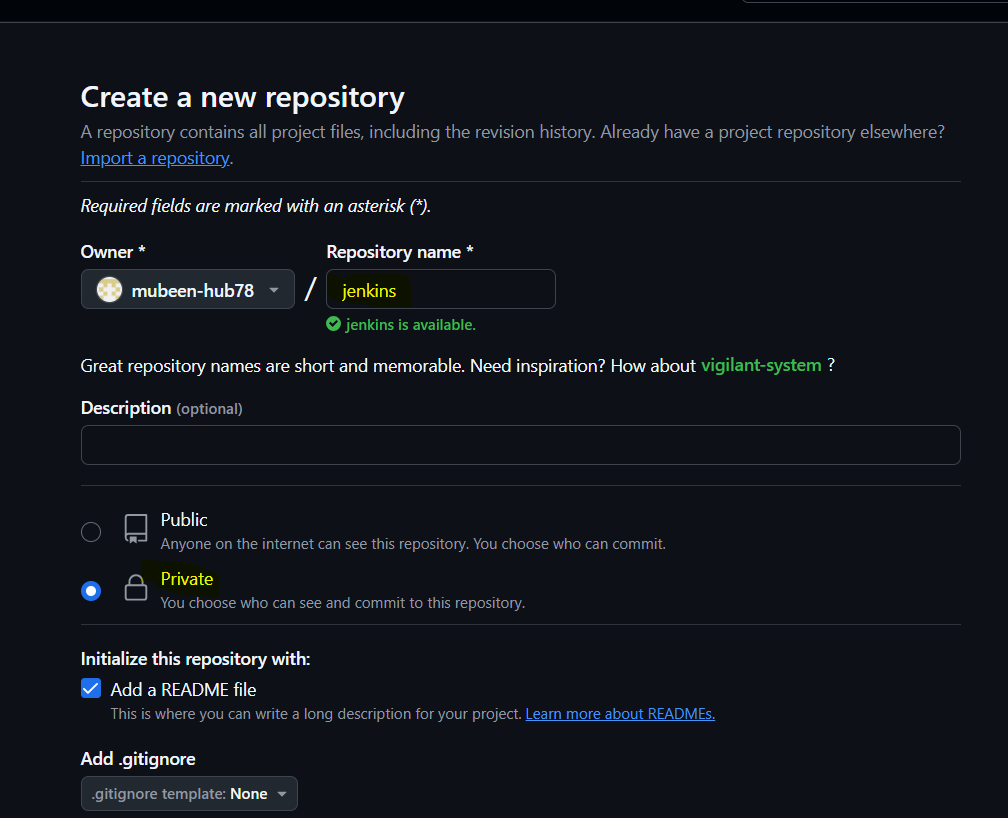 Create a new repository
A repository contains all project files, including the revision history. Already have a project repository elsewhere?
Import a repository.
Required fields are marked with an asterisk (*).
Owner * Repository name *
mubeen-hub78 / jenkins
jenkins is available.
Great repository names are short and memorable. Need inspiration? How about vigilant-system ?
Description (optional)
Public
Anyone on the internet can see this repository. You choose who can commit.
Private
You choose who can see and commit to this repository.
Initialize this repository with:
Add a README file
This is where you can write a long description for your project. Learn more about READMEs.
Add .gitignore
.gitignore template: None